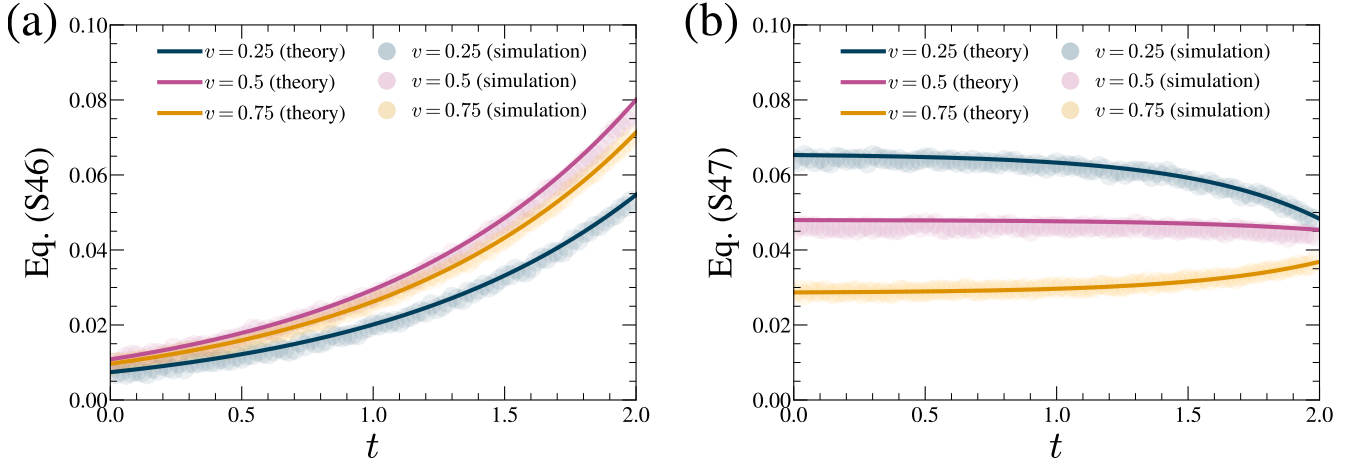 (a)
0.10
0.08
0.06
0.04
0.02
0.00
Eq. (S46)
v = 0.25 (theory)
v = 0.5 (theory)
v = 0.75 (theory)
v = 0.25 (simulation)
v = 0.5 (simulation)
v = 0.75 (simulation)
0.0 0.5 1.0 1.5 2.0
t
(b)
0.10
0.08
0.06
0.04
0.02
0.00
Eq. (S47)
v = 0.25 (theory)
v = 0.5 (theory)
v = 0.75 (theory)
v = 0.25 (simulation)
v = 0.5 (simulation)
v = 0.75 (simulation)
0.0 0.5 1.0 1.5 2.0
t